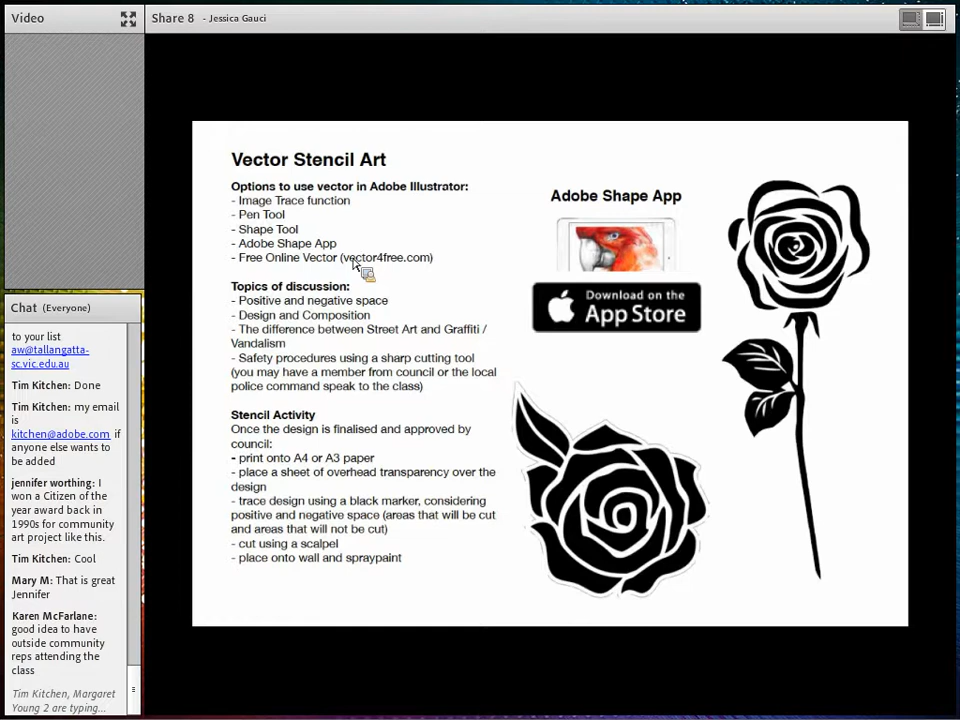 Video
Share 8 - Jessica Gauci
Vector Stencil Art
Options to use vector in Adobe Illustrator:
- Image Trace function
- Pen Tool
- Shape Tool
- Adobe Shape App
- Free Online Vector (vector4free.com)
Topics of discussion:
- Positive and negative space
- Design and Composition
- The difference between Street Art and Graffiti /
Vandalism
- Safety procedures using a sharp cutting tool
(you may have a member from council or the local
police command speak to the class)
Stencil Activity
Once the design is finalised and approved by
council:
- print onto A4 or A3 paper
- place a sheet of overhead transparency over the
design
- trace design using a black marker, considering
positive and negative space (areas that will be cut
and areas that will not be cut)
- cut using a scalpel
- place onto wall and spraypaint
Adobe Shape App
Download on the
App Store
Chat (Everyone)
to your list
aw@tallangatta-
sc.vic.edu.au
Tim Kitchen: Done
Tim Kitchen: my email
is
kitchen@adobe.com if
anyone else wants to
be added
jennifer worthing: I
won a Citizen of the
year award back in
1990s for community
art project like this.
Tim Kitchen: Cool
Mary M: That is great
Jennifer
Karen McFarlane:
good idea to have
outside community
reps attending the
class
Tim Kitchen, Margaret
Young 2 are typing...